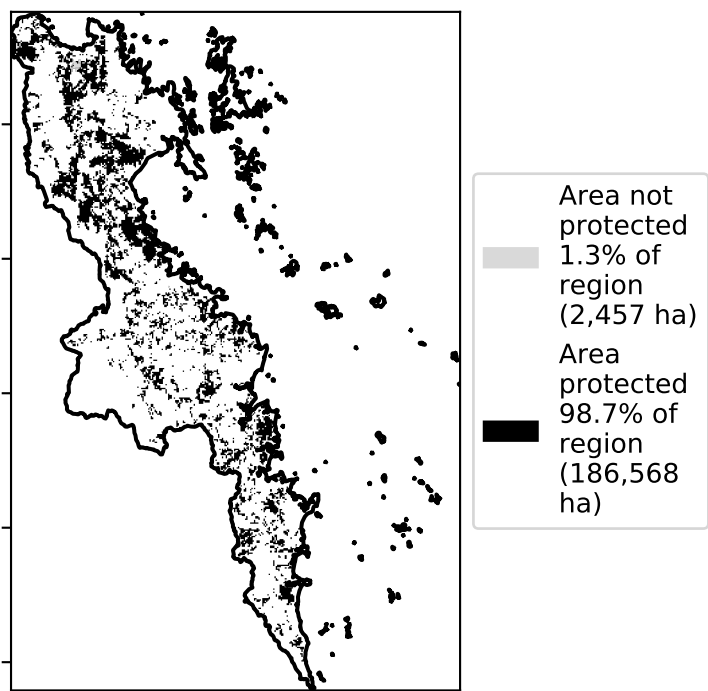 Area not
protected
1.3% of
region
(2,457 ha)
Area
protected
98.7% of
region
(186,568
ha)